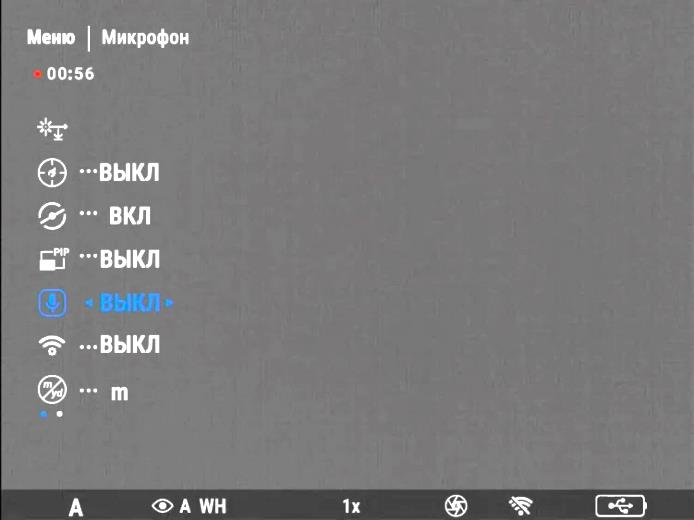 Меню | Микрофон
00:56
ВЫКЛ
ВКЛ
PIP ВЫКЛ
ВЫКЛ
ВЫКЛ
m/yd m
A A WH 1x